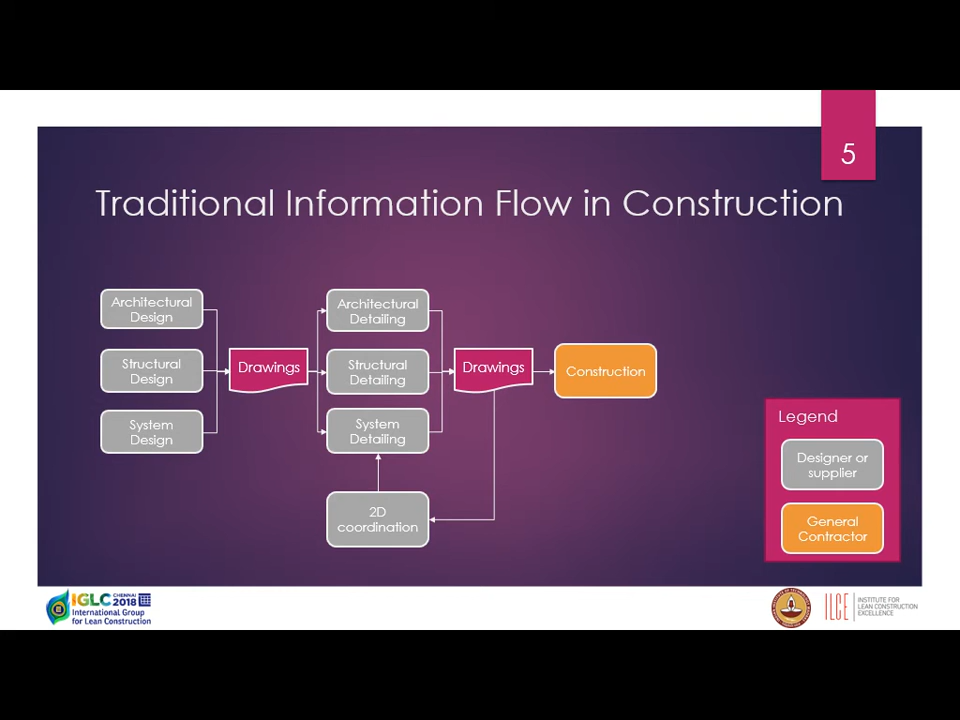 5
Traditional Information Flow in Construction
Architectural
Design
Structural
Design
System
Design
Drawings
Architectural
Detailing
Structural
Detailing
System
Detailing
2D
coordination
Drawings
Construction
Legend
Designer or
supplier
General
Contractor
IGLC CHENNAI 2018
International Group
for Lean Construction
ILCE
INSTITUTE FOR
LEAN CONSTRUCTION
EXCELLENCE